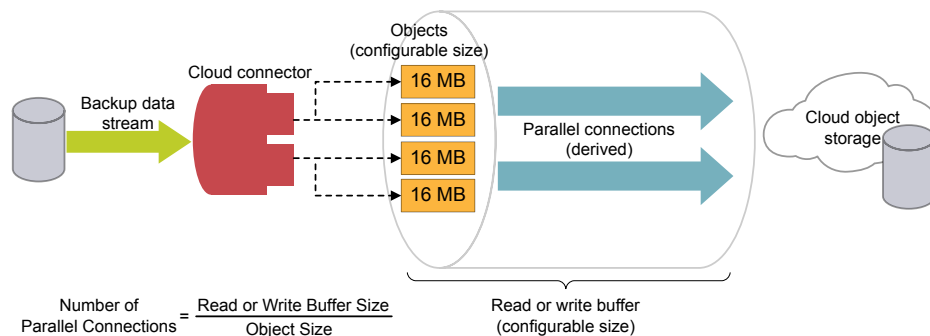 Objects
(configurable size)
Cloud connector
16 MB
16 MB
16 MB
16 MB
Backup data
stream
Parallel connections
(derived)
Cloud object
storage
Number of
Parallel Connections
=
Read or Write Buffer Size
Object Size
Read or write buffer
(configurable size)